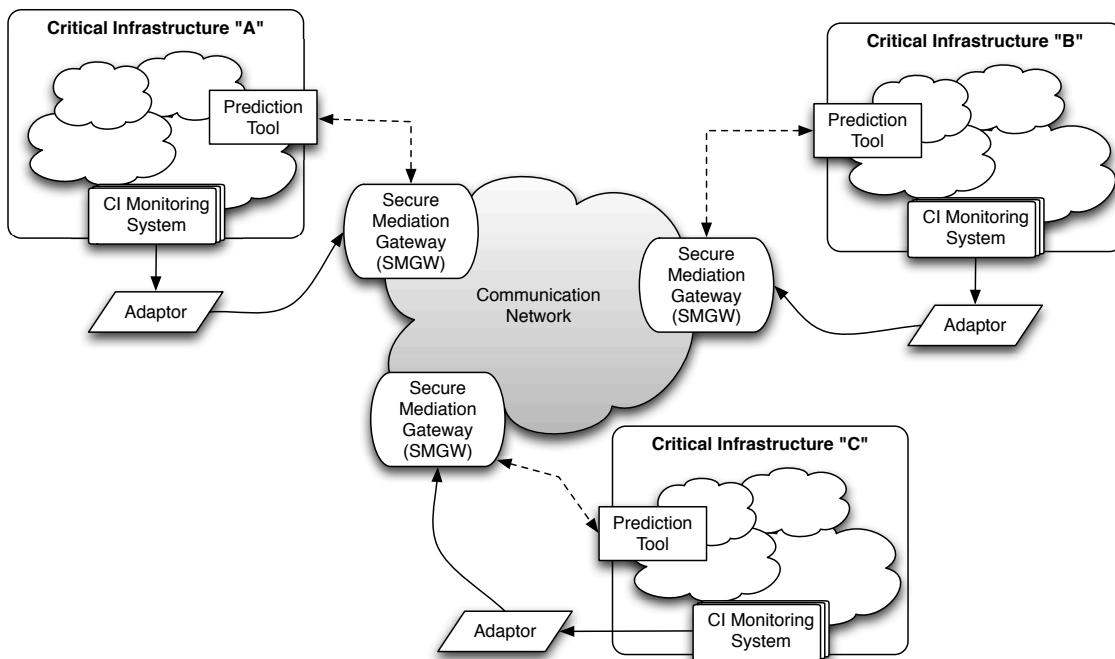 Critical Infrastructure "A"
Prediction
Tool
CI Monitoring
System
Adaptor
Critical Infrastructure "B"
Prediction
Tool
CI Monitoring
System
Adaptor
Secure
Mediation
Gateway
(SMGW)
Communication
Network
Secure
Mediation
Gateway
(SMGW)
Secure
Mediation
Gateway
(SMGW)
Critical Infrastructure "C"
Prediction
Tool
CI Monitoring
System
Adaptor